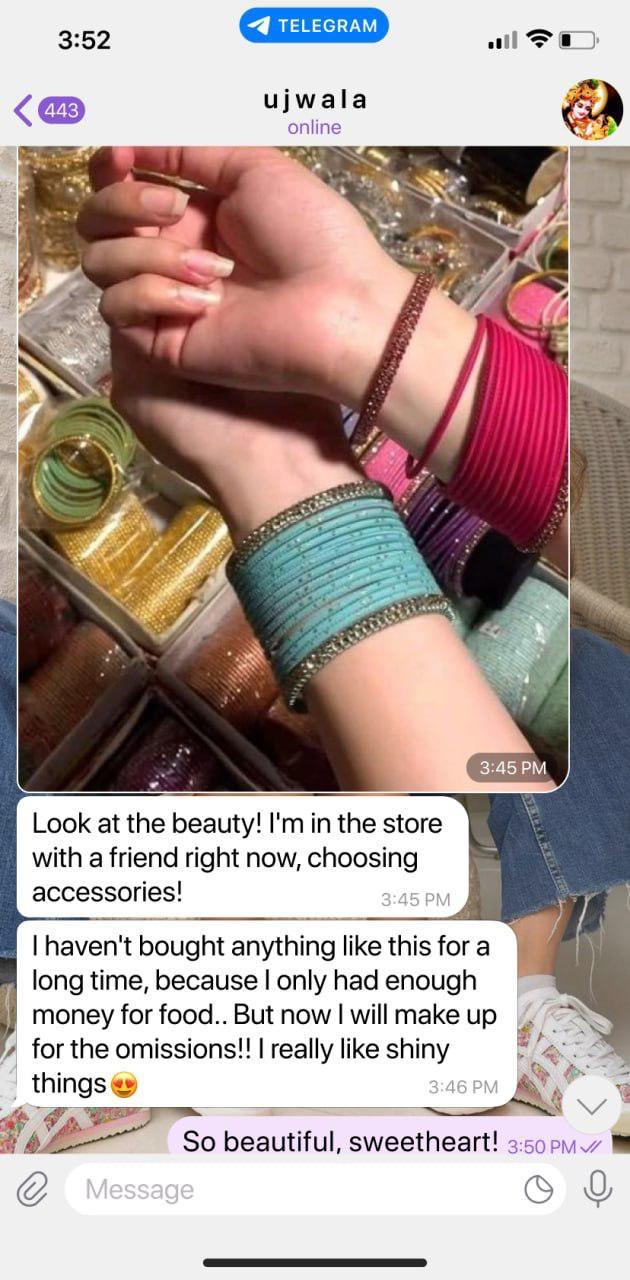 3:52
TELEGRAM
443
ujwala
online
3:45 PM
Look at the beauty! I'm in the store
with a friend right now, choosing
accessories!
3:45 PM
I haven't bought anything like this for a
long time, because I only had enough
money for food.. But now I will make up
for the omissions!! I really like shiny
things😍
3:46 PM
So beautiful, sweetheart! 3:50 PM
Message